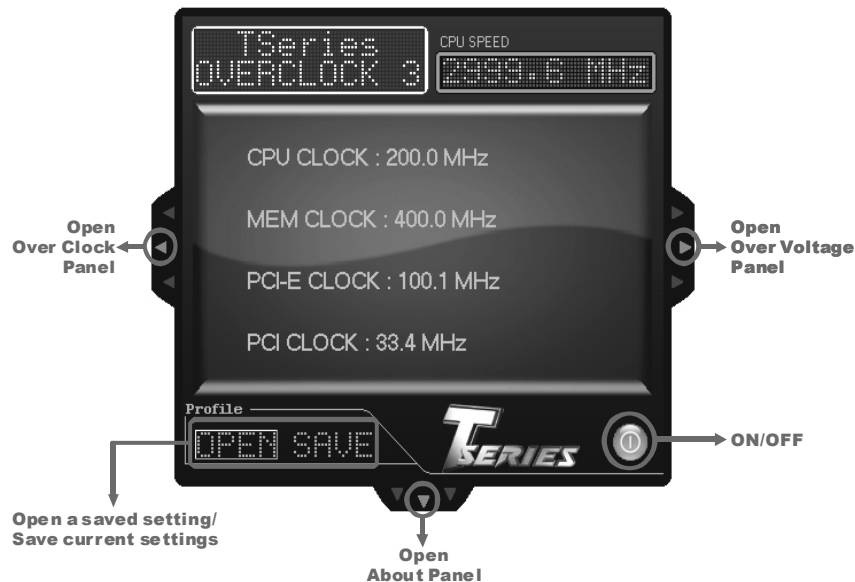 TSeries
OVERCLOCK 3
CPU SPEED
2999.6 MHz
CPU CLOCK : 200.0 MHz
MEM CLOCK : 400.0 MHz
PCI-E CLOCK : 100.1 MHz
PCI CLOCK : 33.4 MHz
Open
Over Clock
Panel
Open
Over Voltage
Panel
Profile
OPEN SAVE
TSERIES
ON/OFF
Open a saved setting/
Save current settings
Open
About Panel